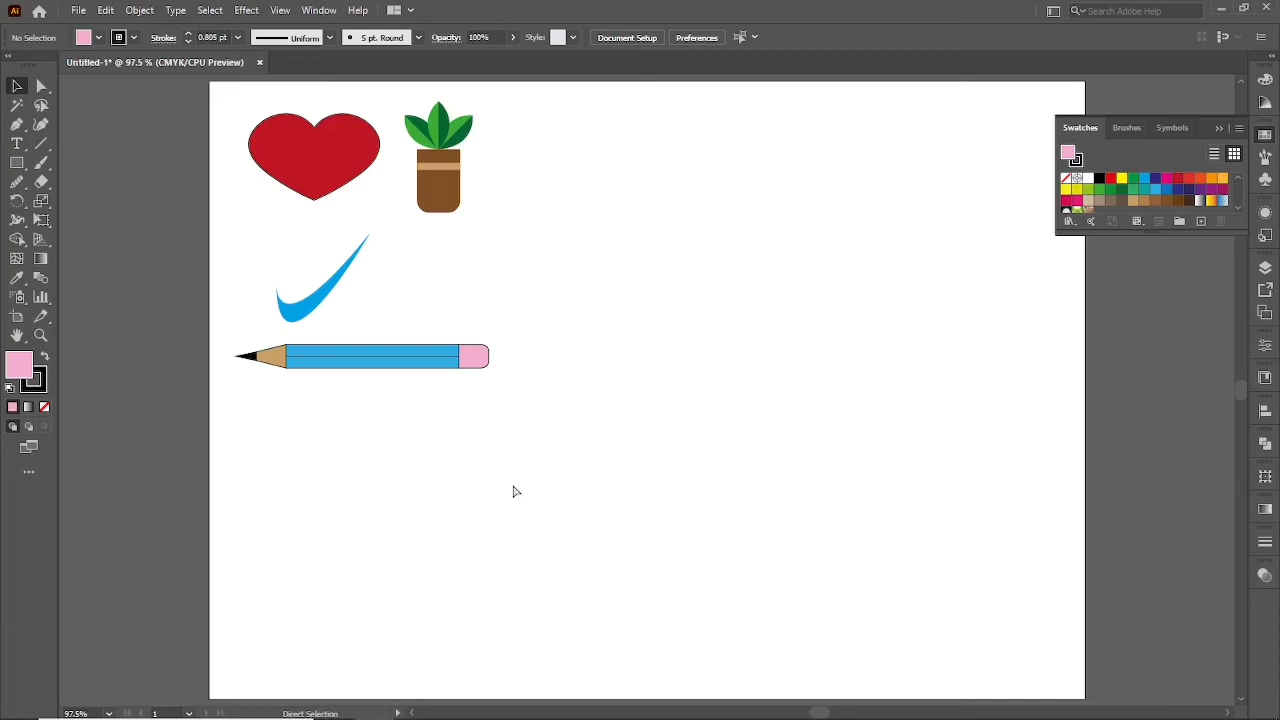 Ai File Edit Object Type Select Effect View Window Help Search Adobe Help
No Selection Stroke: 0.805 pt Uniform 5 pt. Round Opacity: 100% Style: Document Setup Preferences
Untitled-1* @ 97.5 % (CMYK/CPU Preview) ×
Swatches Brushes Symbols
97.5% 1 Direct Selection